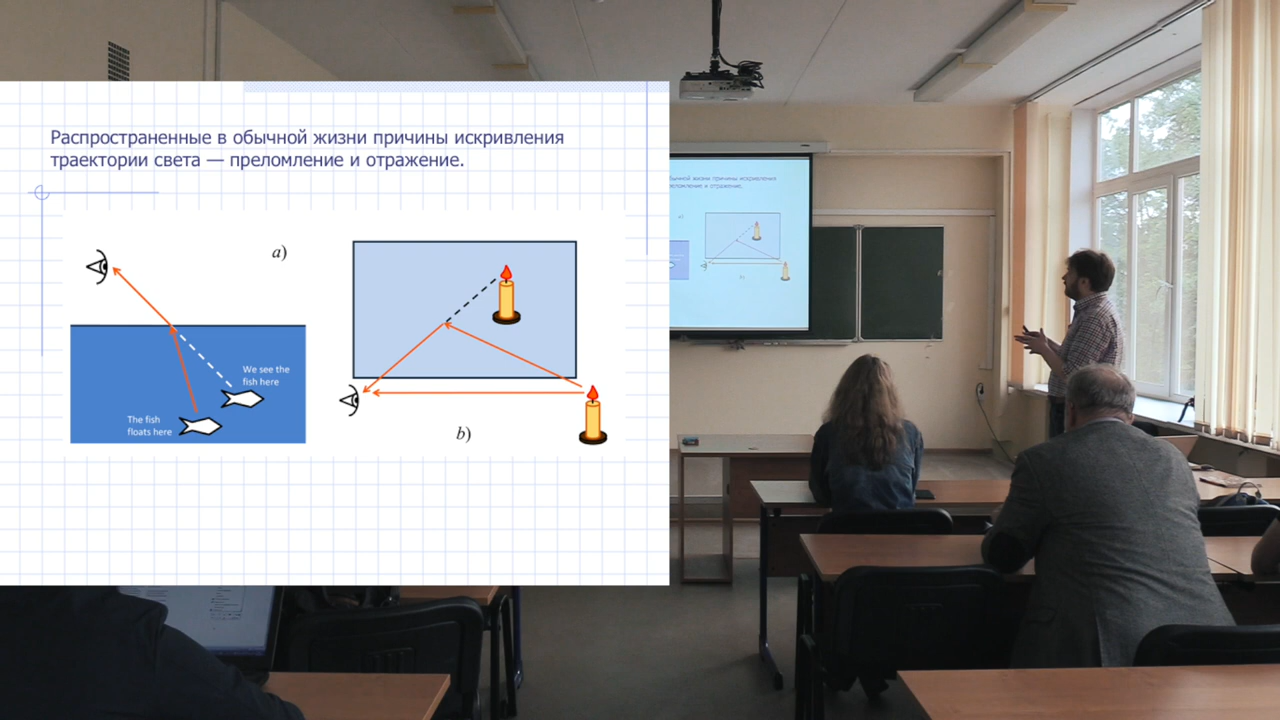 Распространенные в обычной жизни причины искривления
траектории света — преломление и отражение.
a)
We see the
fish here
The fish
floats here
b)